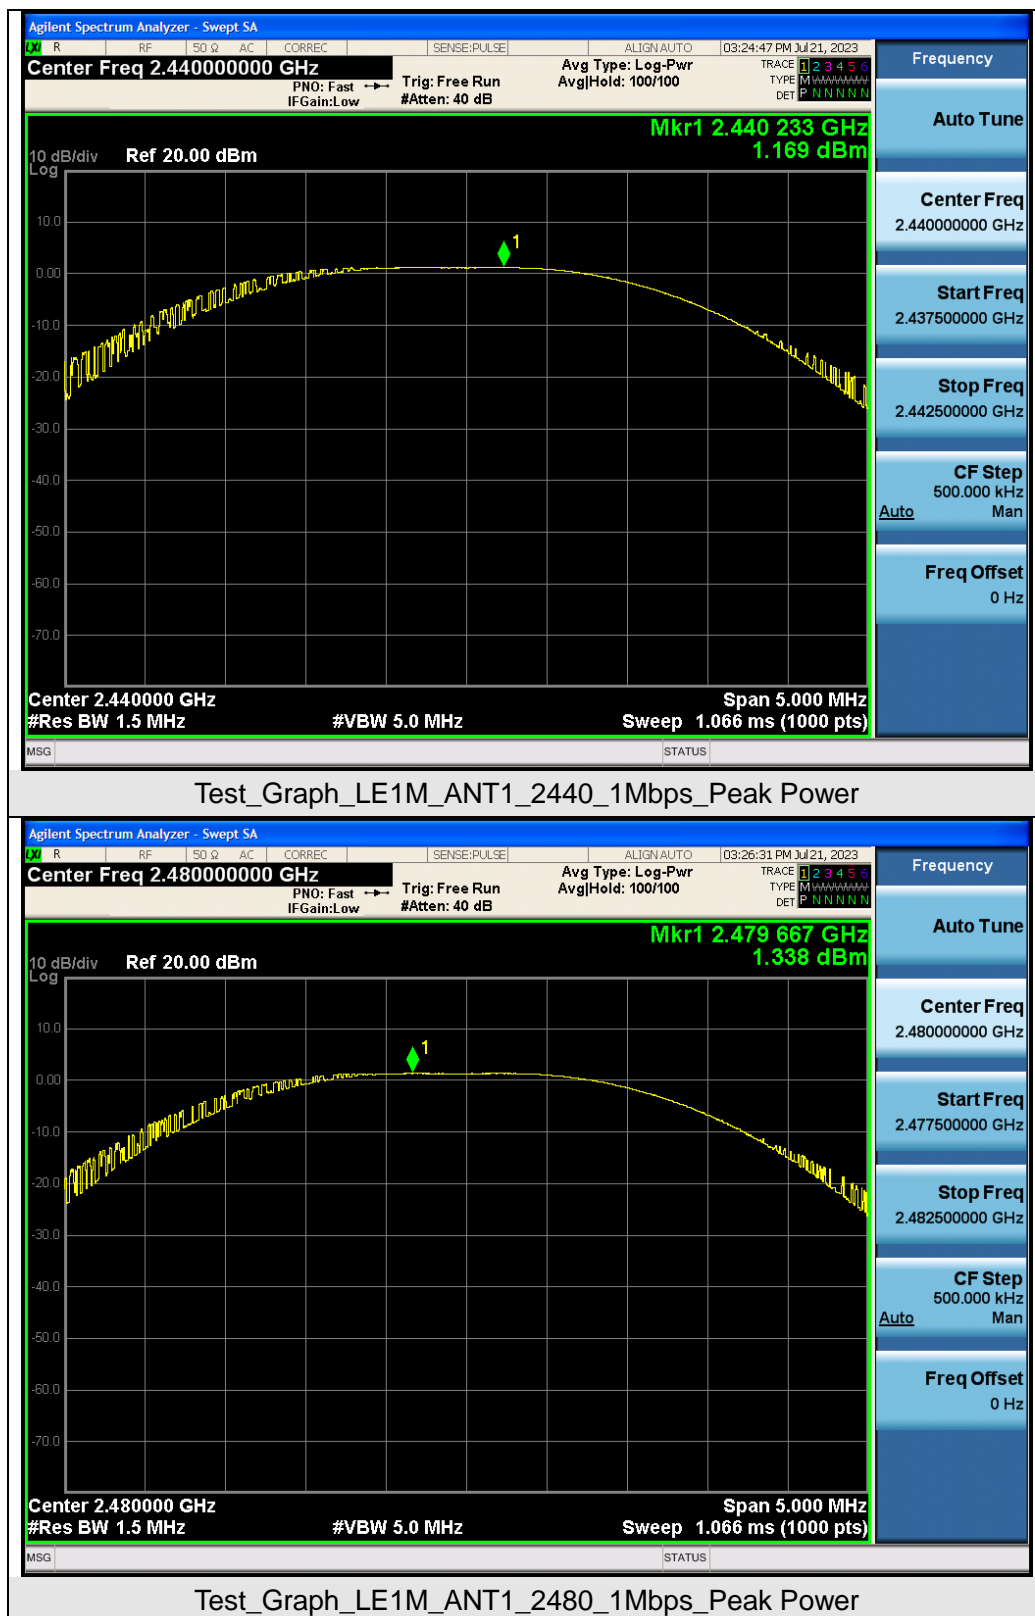 Agilent Spectrum Analyzer - Swept SA
LXI R RF 50 Ω AC CORREC SENSE:PULSE ALIGN AUTO 03:24:47 PM Jul 21, 2023
Center Freq 2.440000000 GHz
PNO: Fast
IFGain:Low
Trig: Free Run
#Atten: 40 dB
Avg Type: Log-Pwr
Avg|Hold: 100/100
TRACE 1 2 3 4 5 6
TYPE M
DET P N N N N N
Frequency
Mkr1 2.440 233 GHz
1.169 dBm
10 dB/div Ref 20.00 dBm
Log
1
10.0
0.00
-10.0
-20.0
-30.0
-40.0
-50.0
-60.0
-70.0
Center 2.440000 GHz Span 5.000 MHz
#Res BW 1.5 MHz #VBW 5.0 MHz Sweep 1.066 ms (1000 pts)
MSG STATUS
Auto Tune
Center Freq
2.440000000 GHz
Start Freq
2.437500000 GHz
Stop Freq
2.442500000 GHz
CF Step
500.000 kHz
Auto Man
Freq Offset
0 Hz
Test_Graph_LE1M_ANT1_2440_1Mbps_Peak Power
Agilent Spectrum Analyzer - Swept SA
LXI R RF 50 Ω AC CORREC SENSE:PULSE ALIGN AUTO 03:26:31 PM Jul 21, 2023
Center Freq 2.480000000 GHz
PNO: Fast
IFGain:Low
Trig: Free Run
#Atten: 40 dB
Avg Type: Log-Pwr
Avg|Hold: 100/100
TRACE 1 2 3 4 5 6
TYPE M
DET P N N N N N
Frequency
Mkr1 2.479 667 GHz
1.338 dBm
10 dB/div Ref 20.00 dBm
Log
1
10.0
0.00
-10.0
-20.0
-30.0
-40.0
-50.0
-60.0
-70.0
Center 2.480000 GHz Span 5.000 MHz
#Res BW 1.5 MHz #VBW 5.0 MHz Sweep 1.066 ms (1000 pts)
MSG STATUS
Auto Tune
Center Freq
2.480000000 GHz
Start Freq
2.477500000 GHz
Stop Freq
2.482500000 GHz
CF Step
500.000 kHz
Auto Man
Freq Offset
0 Hz
Test_Graph_LE1M_ANT1_2480_1Mbps_Peak Power